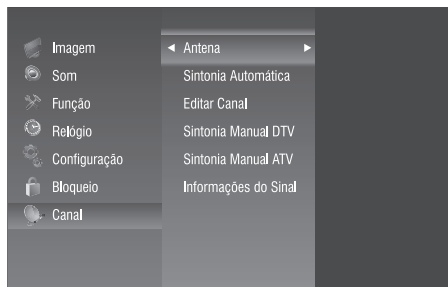 Imagem
Som
Função
Relógio
Configuração
Bloqueio
Canal
Antena
Sintonia Automática
Editar Canal
Sintonia Manual DTV
Sintonia Manual ATV
Informações do Sinal